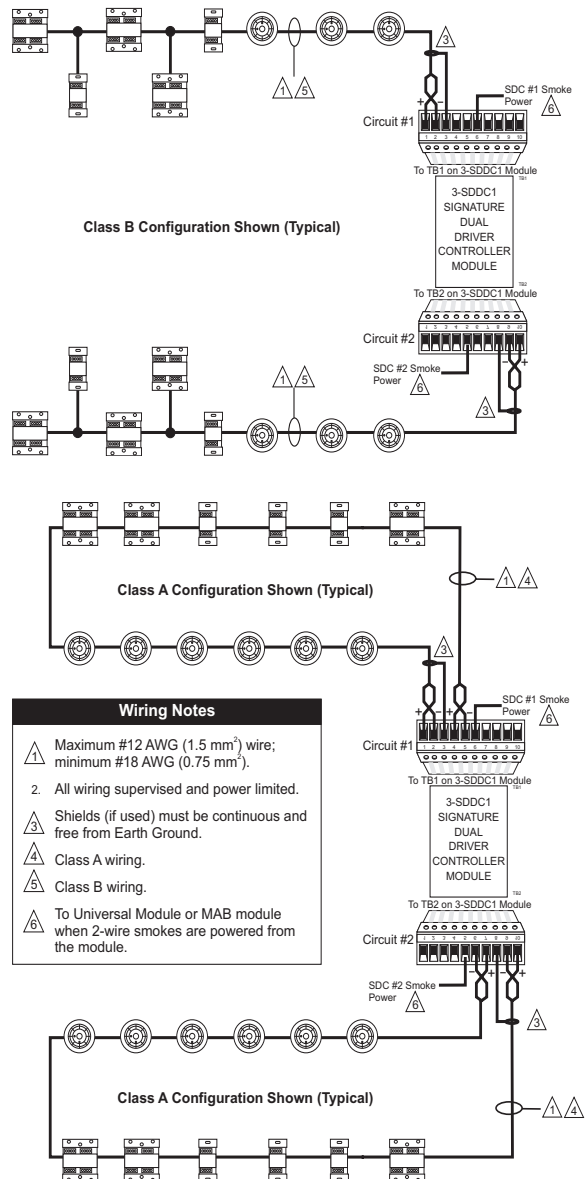 3
SDC #1 Smoke
Power
6
1 5
+ -
Circuit #1
1 2 3 4 5 6 7 8 9 10
To TB1 on 3-SDDC1 Module
TB1
Class B Configuration Shown (Typical)
3-SDDC1
SIGNATURE
DUAL
DRIVER
CONTROLLER
MODULE
TB2
To TB2 on 3-SDDC1 Module
Circuit #2
- +
SDC #2 Smoke
Power
6
1 5
3
Class A Configuration Shown (Typical)
1 4
3
SDC #1 Smoke
Power
6
+ - + -
Circuit #1
1 2 3 4 5 6 7 8 9 10
To TB1 on 3-SDDC1 Module
TB1
3-SDDC1
SIGNATURE
DUAL
DRIVER
CONTROLLER
MODULE
TB2
To TB2 on 3-SDDC1 Module
Circuit #2
- + - +
SDC #2 Smoke
Power
6
3
Wiring Notes
1 Maximum #12 AWG (1.5 mm²) wire;
minimum #18 AWG (0.75 mm²).
2. All wiring supervised and power limited.
3 Shields (if used) must be continuous and
free from Earth Ground.
4 Class A wiring.
5 Class B wiring.
6 To Universal Module or MAB module
when 2-wire smokes are powered from
the module.
Class A Configuration Shown (Typical)
1 4